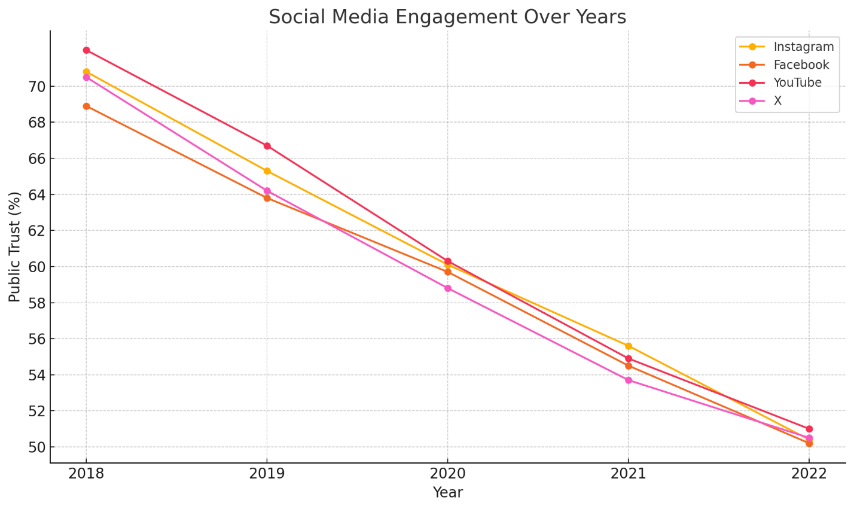 Social Media Engagement Over Years
Instagram
Facebook
YouTube
X
Public Trust (%)
70
68
66
64
62
60
58
56
54
52
50
2018 2019 2020 2021 2022
Year